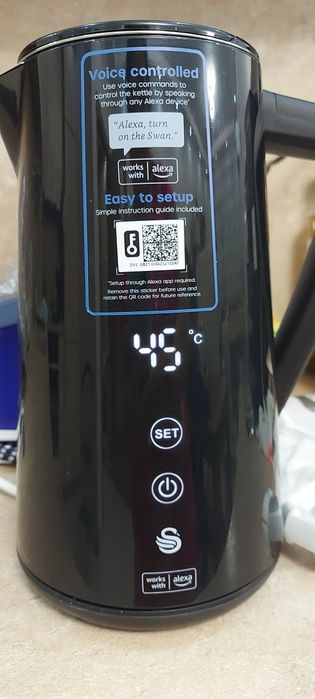 Voice controlled
Use voice commands to
control the kettle by speaking
through any Alexa device*
"Alexa, turn
on the Swan."
works with alexa
Easy to setup
Simple instruction guide included
*Setup through Alexa app required.
Remove this sticker before use and
retain the QR code for future reference.
45 °C
SET
works with alexa